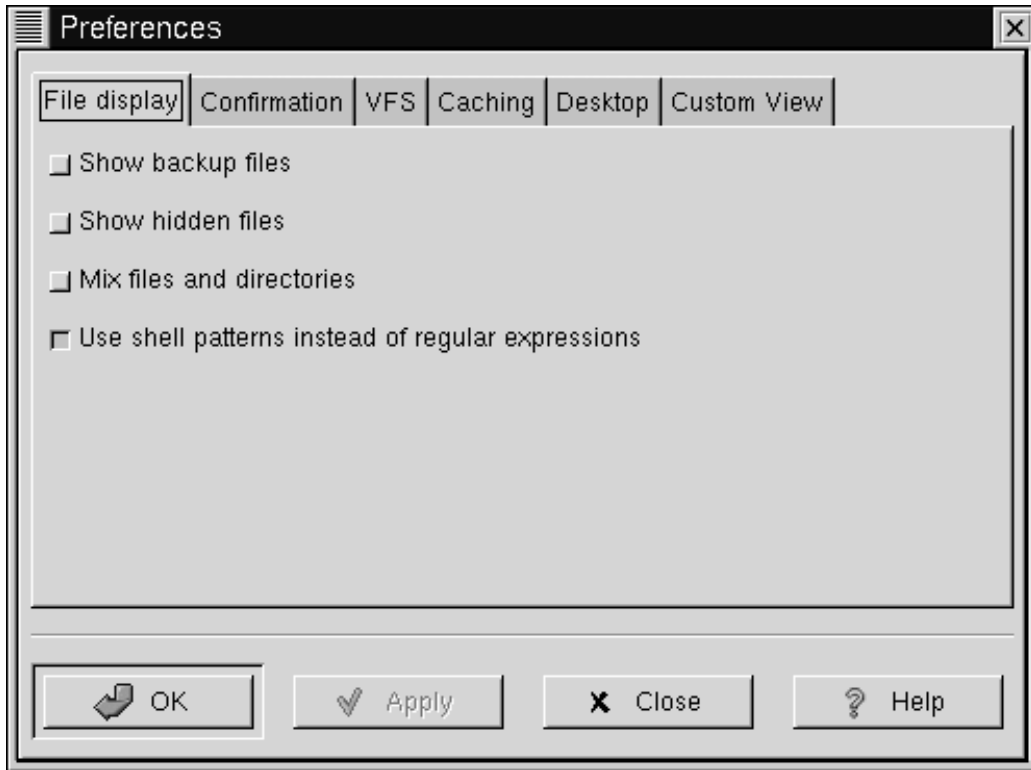 Preferences
File display Confirmation VFS Caching Desktop Custom View
Show backup files
Show hidden files
Mix files and directories
Use shell patterns instead of regular expressions
OK Apply Close Help